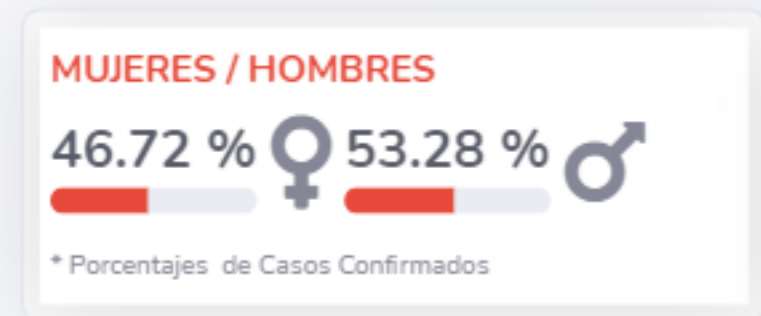 MUJERES / HOMBRES
46.72 % 53.28 %
* Porcentajes de Casos Confirmados